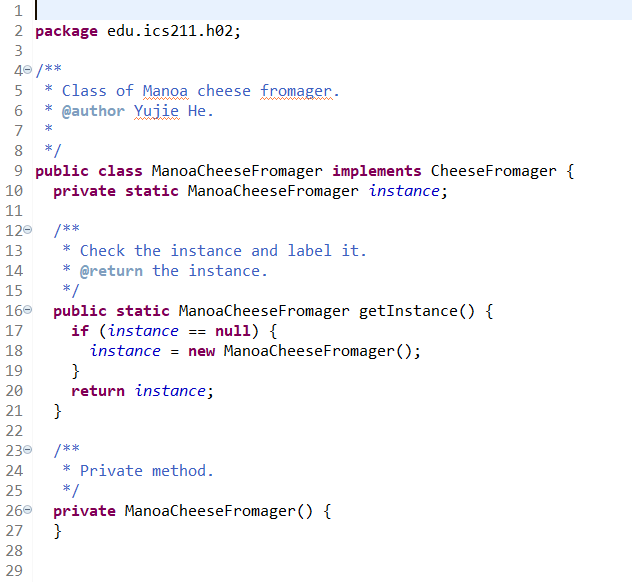 1
2 package edu.ics211.h02;
3
4 /**
5  * Class of Manoa cheese fromager.
6  * @author Yujie He.
7  *
8  */
9 public class ManoaCheeseFromager implements CheeseFromager {
10   private static ManoaCheeseFromager instance;
11
12   /**
13    * Check the instance and label it.
14    * @return the instance.
15    */
16   public static ManoaCheeseFromager getInstance() {
17     if (instance == null) {
18       instance = new ManoaCheeseFromager();
19     }
20     return instance;
21   }
22
23   /**
24    * Private method.
25    */
26   private ManoaCheeseFromager() {
27   }
28
29